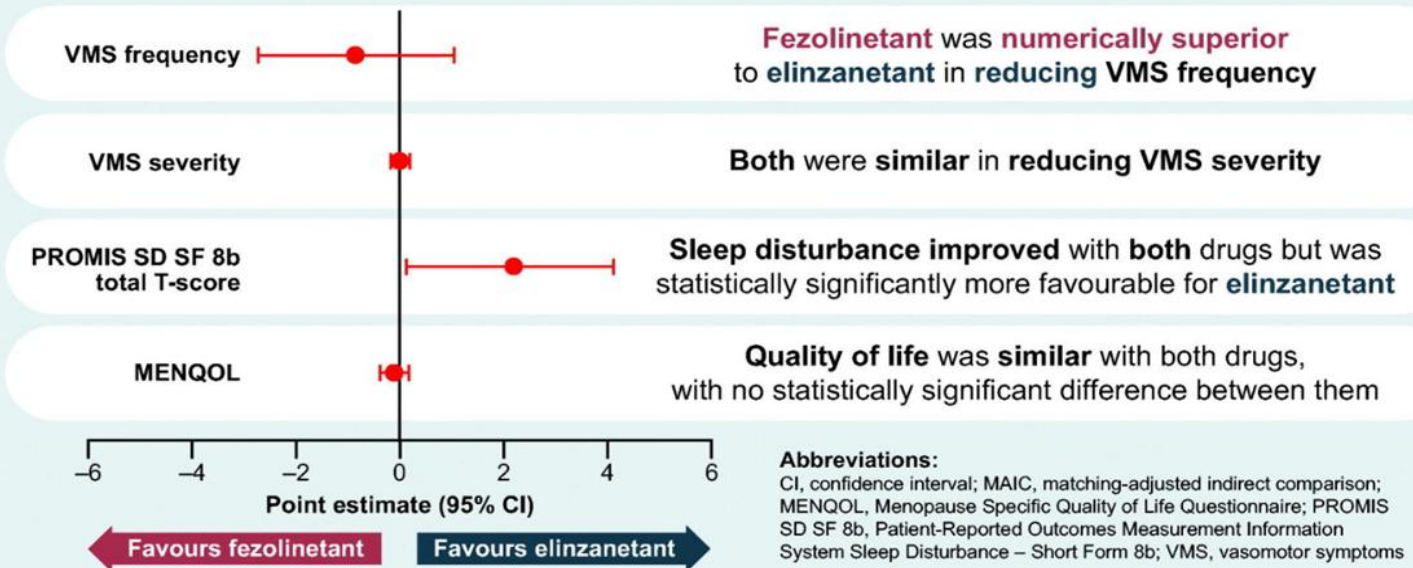 VMS frequency
Fezolinetant was numerically superior
to elinzanetant in reducing VMS frequency
VMS severity
Both were similar in reducing VMS severity
PROMIS SD SF 8b
total T-score
Sleep disturbance improved with both drugs but was
statistically significantly more favourable for elinzanetant
MENQOL
Quality of life was similar with both drugs,
with no statistically significant difference between them
–6 –4 –2 0 2 4 6
Point estimate (95% CI)
Favours fezolinetant
Favours elinzanetant
Abbreviations:
CI, confidence interval; MAIC, matching-adjusted indirect comparison;
MENQOL, Menopause Specific Quality of Life Questionnaire; PROMIS
SD SF 8b, Patient-Reported Outcomes Measurement Information
System Sleep Disturbance – Short Form 8b; VMS, vasomotor symptoms